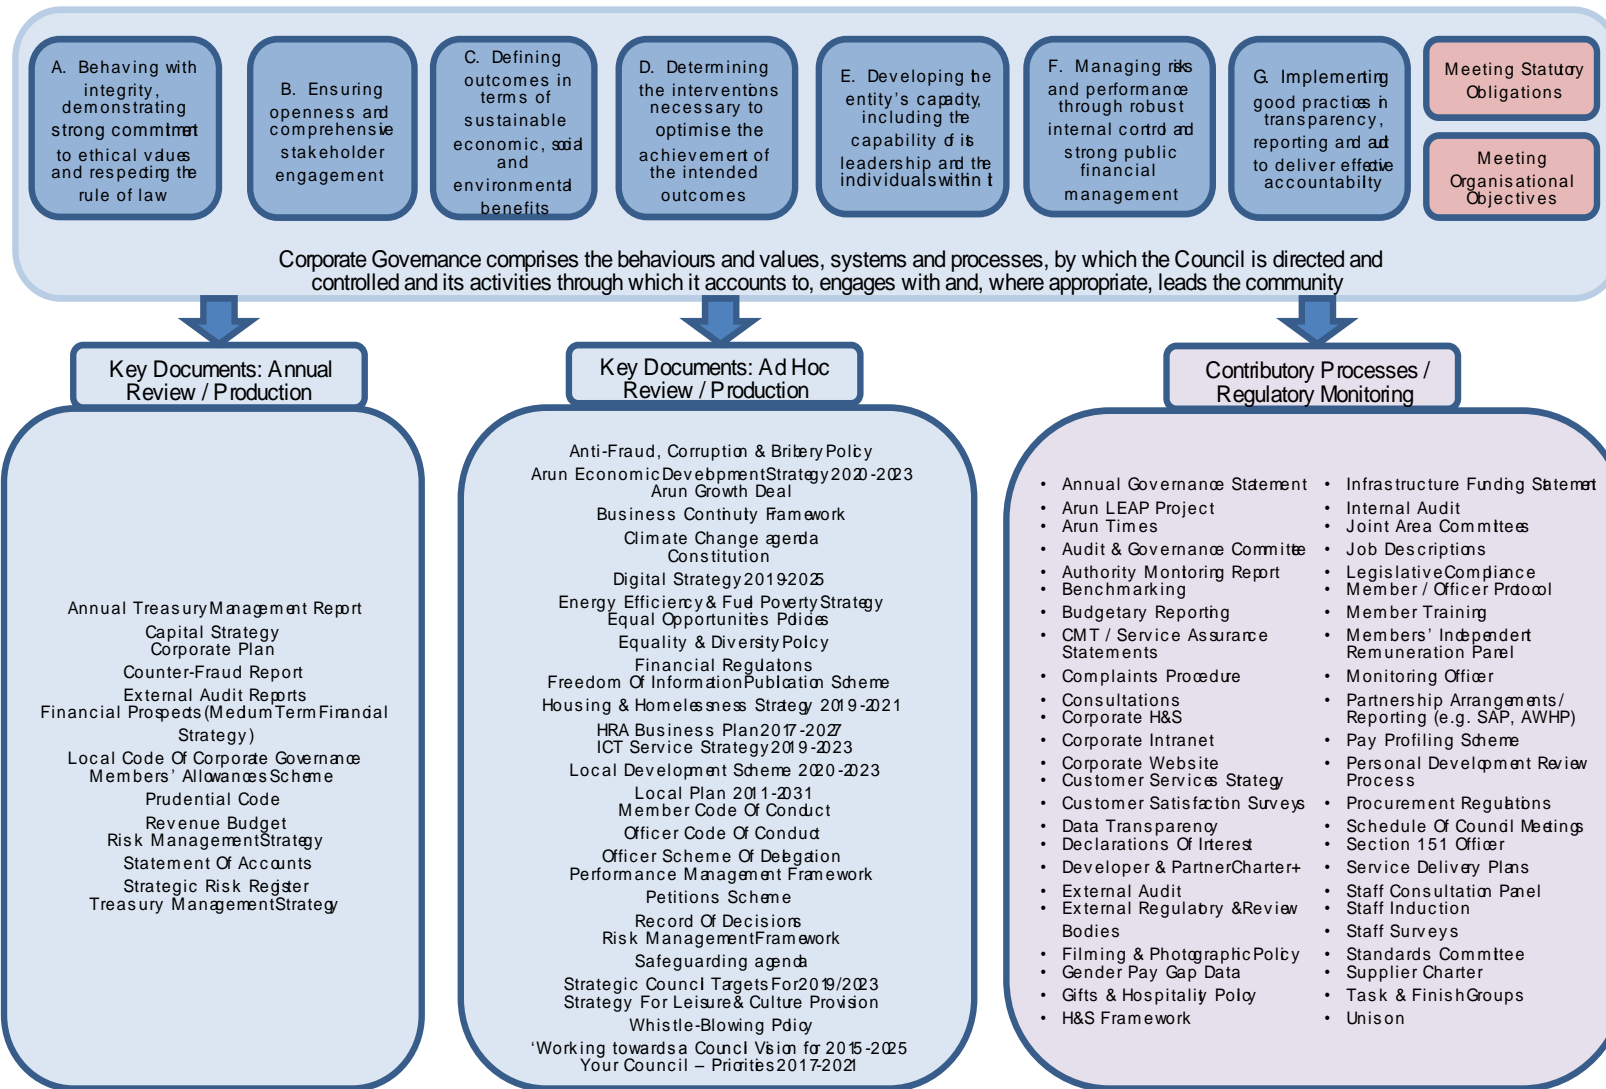 A. Behaving with
integrity,
demonstrating
strong commitment
to ethical values
and respecting the
rule of law
B. Ensuring
openness and
comprehensive
stakeholder
engagement
C. Defining
outcomes in
terms of
sustainable
economic, social
and
environmental
benefits
D. Determining
the interventions
necessary to
optimise the
achievement of
the intended
outcomes
E. Developing the
entity's capacity,
including the
capability of its
leadership and the
individuals within it
F. Managing risks
and performance
through robust
internal control and
strong public
financial
management
G. Implementing
good practices in
transparency,
reporting and audit
to deliver effective
accountability
Meeting Statutory
Obligations
Meeting
Organisational
Objectives
Corporate Governance comprises the behaviours and values, systems and processes, by which the Council is directed and
controlled and its activities through which it accounts to, engages with and, where appropriate, leads the community
Key Documents: Annual
Review / Production
Annual Treasury Management Report
Capital Strategy
Corporate Plan
Counter-Fraud Report
External Audit Reports
Financial Prospects (Medium Term Financial
Strategy)
Local Code Of Corporate Governance
Members' Allowances Scheme
Prudential Code
Revenue Budget
Risk Management Strategy
Statement Of Accounts
Strategic Risk Register
Treasury Management Strategy
Key Documents: Ad Hoc
Review / Production
Anti-Fraud, Corruption & Bribery Policy
Arun Economic Development Strategy 2020-2023
Arun Growth Deal
Business Continuity Framework
Climate Change agenda
Constitution
Digital Strategy 2019-2025
Energy Efficiency & Fuel Poverty Strategy
Equal Opportunities Policies
Equality & Diversity Policy
Financial Regulations
Freedom Of Information Publication Scheme
Housing & Homelessness Strategy 2019-2021
HRA Business Plan 2017-2027
ICT Service Strategy 2019-2023
Local Development Scheme 2020-2023
Local Plan 2011-2031
Member Code Of Conduct
Officer Code Of Conduct
Officer Scheme Of Delegation
Performance Management Framework
Petitions Scheme
Record Of Decisions
Risk Management Framework
Safeguarding agenda
Strategic Council Targets For 2019/2023
Strategy For Leisure & Culture Provision
Whistle-Blowing Policy
'Working towards a Council Vision for 2015-2025
Your Council – Priorities 2017-2021
Contributory Processes /
Regulatory Monitoring
• Annual Governance Statement
• Arun LEAP Project
• Arun Times
• Audit & Governance Committee
• Authority Monitoring Report
• Benchmarking
• Budgetary Reporting
• CMT / Service Assurance
Statements
• Complaints Procedure
• Consultations
• Corporate H&S
• Corporate Intranet
• Corporate Website
• Customer Services Strategy
• Customer Satisfaction Surveys
• Data Transparency
• Declarations Of Interest
• Developer & Partner Charter+
• External Audit
• External Regulatory & Review
Bodies
• Filming & Photographic Policy
• Gender Pay Gap Data
• Gifts & Hospitality Policy
• H&S Framework
• Infrastructure Funding Statement
• Internal Audit
• Joint Area Committees
• Job Descriptions
• Legislative Compliance
• Member / Officer Protocol
• Member Training
• Members' Independent
Remuneration Panel
• Monitoring Officer
• Partnership Arrangements /
Reporting (e.g. SAP, AWHP)
• Pay Profiling Scheme
• Personal Development Review
Process
• Procurement Regulations
• Schedule Of Council Meetings
• Section 151 Officer
• Service Delivery Plans
• Staff Consultation Panel
• Staff Induction
• Staff Surveys
• Standards Committee
• Supplier Charter
• Task & Finish Groups
• Unison